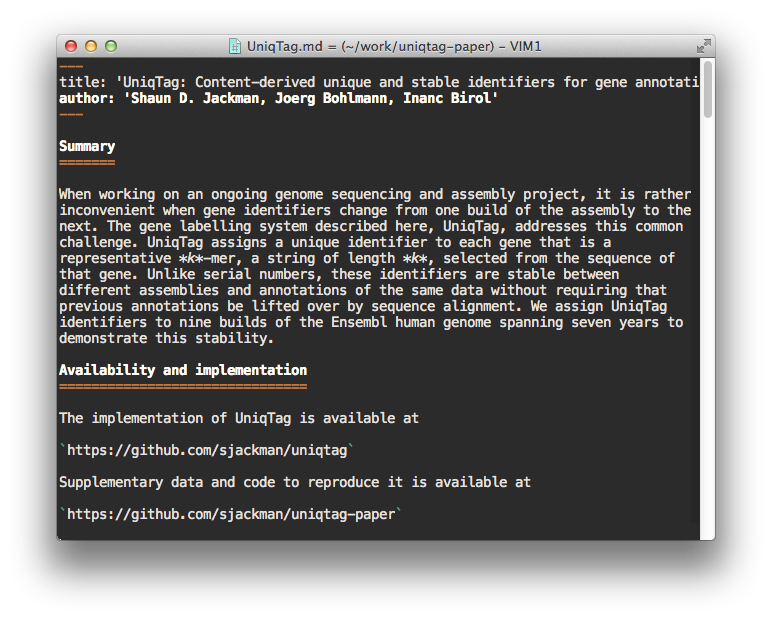 UniqTag.md = (~/work/uniqtag-paper) – VIM1
---
title: 'UniqTag: Content-derived unique and stable identifiers for gene annotati
author: 'Shaun D. Jackman, Joerg Bohlmann, Inanc Birol'
---
Summary
=======
When working on an ongoing genome sequencing and assembly project, it is rather
inconvenient when gene identifiers change from one build of the assembly to the
next. The gene labelling system described here, UniqTag, addresses this common
challenge. UniqTag assigns a unique identifier to each gene that is a
representative *k*-mer, a string of length *k*, selected from the sequence of
that gene. Unlike serial numbers, these identifiers are stable between
different assemblies and annotations of the same data without requiring that
previous annotations be lifted over by sequence alignment. We assign UniqTag
identifiers to nine builds of the Ensembl human genome spanning seven years to
demonstrate this stability.
Availability and implementation
===============================
The implementation of UniqTag is available at
`https://github.com/sjackman/uniqtag`
Supplementary data and code to reproduce it is available at
`https://github.com/sjackman/uniqtag-paper`